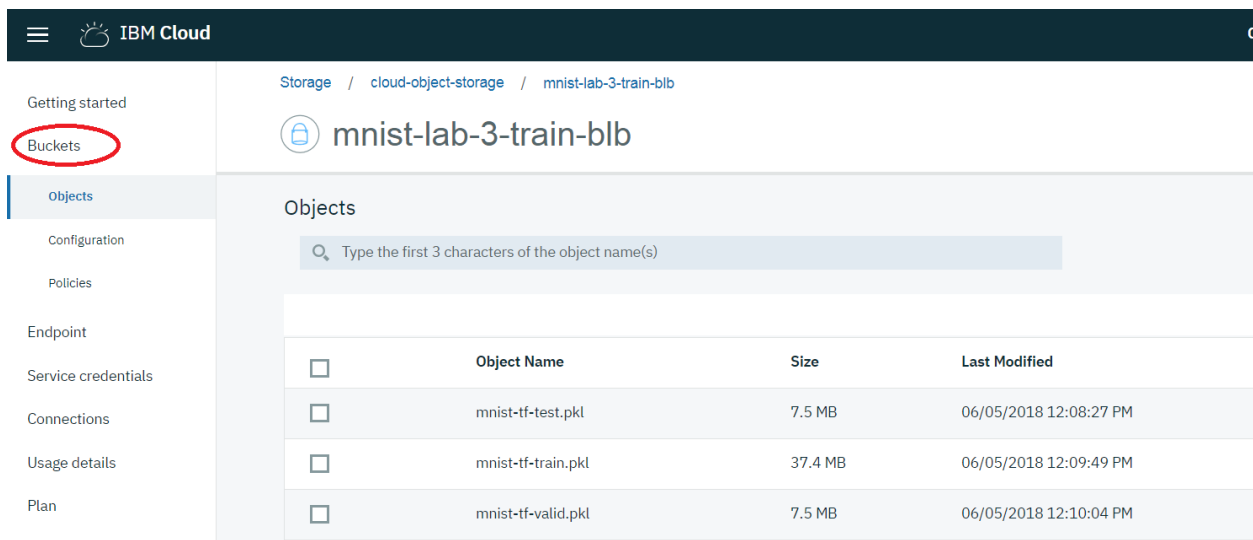 IBM Cloud
Getting started
Buckets
Objects
Configuration
Policies
Endpoint
Service credentials
Connections
Usage details
Plan
Storage / cloud-object-storage / mnist-lab-3-train-blb
mnist-lab-3-train-blb
Objects
Type the first 3 characters of the object name(s)
Object Name Size Last Modified
mnist-tf-test.pkl 7.5 MB 06/05/2018 12:08:27 PM
mnist-tf-train.pkl 37.4 MB 06/05/2018 12:09:49 PM
mnist-tf-valid.pkl 7.5 MB 06/05/2018 12:10:04 PM